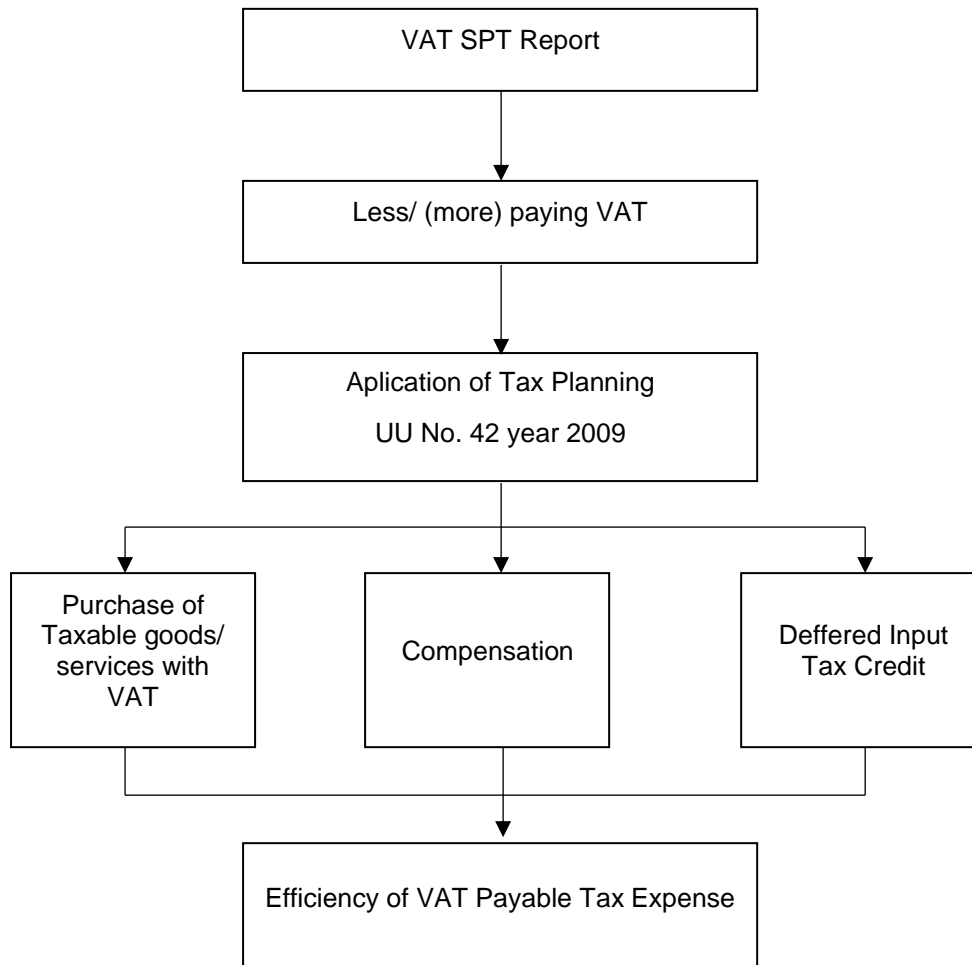 VAT SPT Report
Less/ (more) paying VAT
Aplication of Tax Planning
UU No. 42 year 2009
Purchase of
Taxable goods/
services with
VAT
Compensation
Deffered Input
Tax Credit
Efficiency of VAT Payable Tax Expense